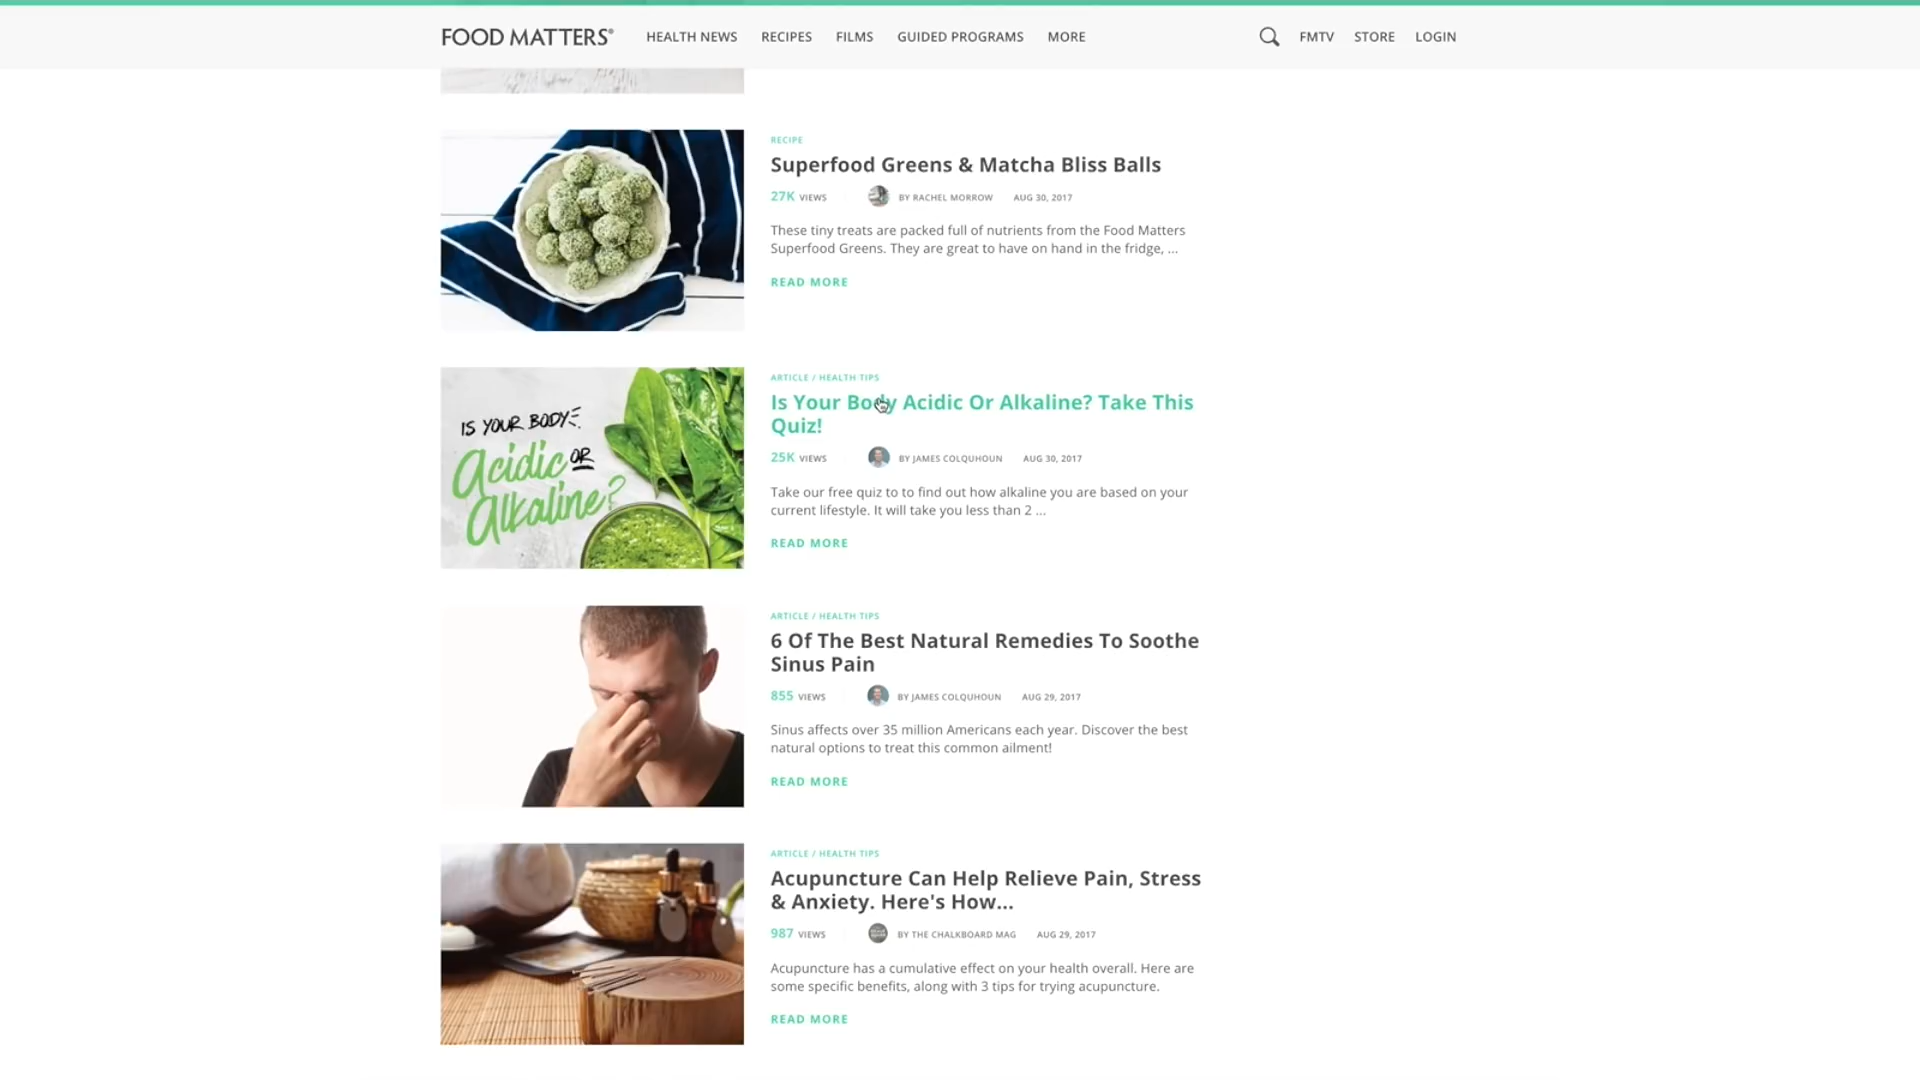 FOOD MATTERS®
HEALTH NEWS
RECIPES
FILMS
GUIDED PROGRAMS
MORE
FMTV
STORE
LOGIN
RECIPE
Superfood Greens & Matcha Bliss Balls
27K VIEWS
BY RACHEL MORROW
AUG 30, 2017
These tiny treats are packed full of nutrients from the Food Matters
Superfood Greens. They are great to have on hand in the fridge, ...
READ MORE
IS YOUR BODY
Acidic OR
Alkaline?
ARTICLE / HEALTH TIPS
Is Your Body Acidic Or Alkaline? Take This
Quiz!
25K VIEWS
BY JAMES COLQUHOUN
AUG 30, 2017
Take our free quiz to to find out how alkaline you are based on your
current lifestyle. It will take you less than 2 ...
READ MORE
ARTICLE / HEALTH TIPS
6 Of The Best Natural Remedies To Soothe
Sinus Pain
855 VIEWS
BY JAMES COLQUHOUN
AUG 29, 2017
Sinus affects over 35 million Americans each year. Discover the best
natural options to treat this common ailment!
READ MORE
ARTICLE / HEALTH TIPS
Acupuncture Can Help Relieve Pain, Stress
& Anxiety. Here's How...
987 VIEWS
BY THE CHALKBOARD MAG
AUG 29, 2017
Acupuncture has a cumulative effect on your health overall. Here are
some specific benefits, along with 3 tips for trying acupuncture.
READ MORE